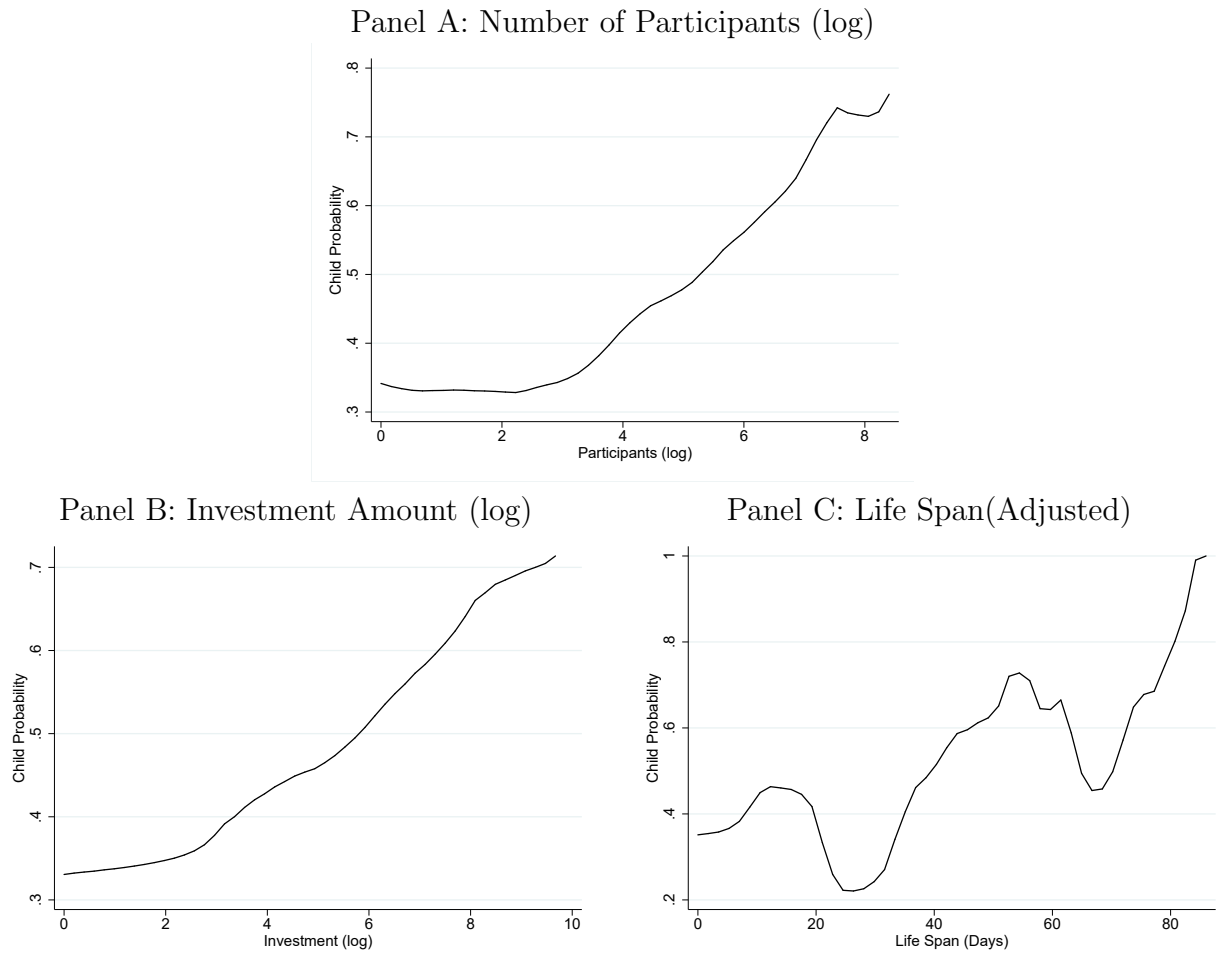 Panel A: Number of Participants (log)
.8
.7
.6
.5
.4
.3
Child Probability
0 2 4 6 8
Participants (log)
Panel B: Investment Amount (log)
.7
.6
.5
.4
.3
Child Probability
0 2 4 6 8 10
Investment (log)
Panel C: Life Span(Adjusted)
1
.8
.6
.4
.2
Child Probability
0 20 40 60 80
Life Span (Days)